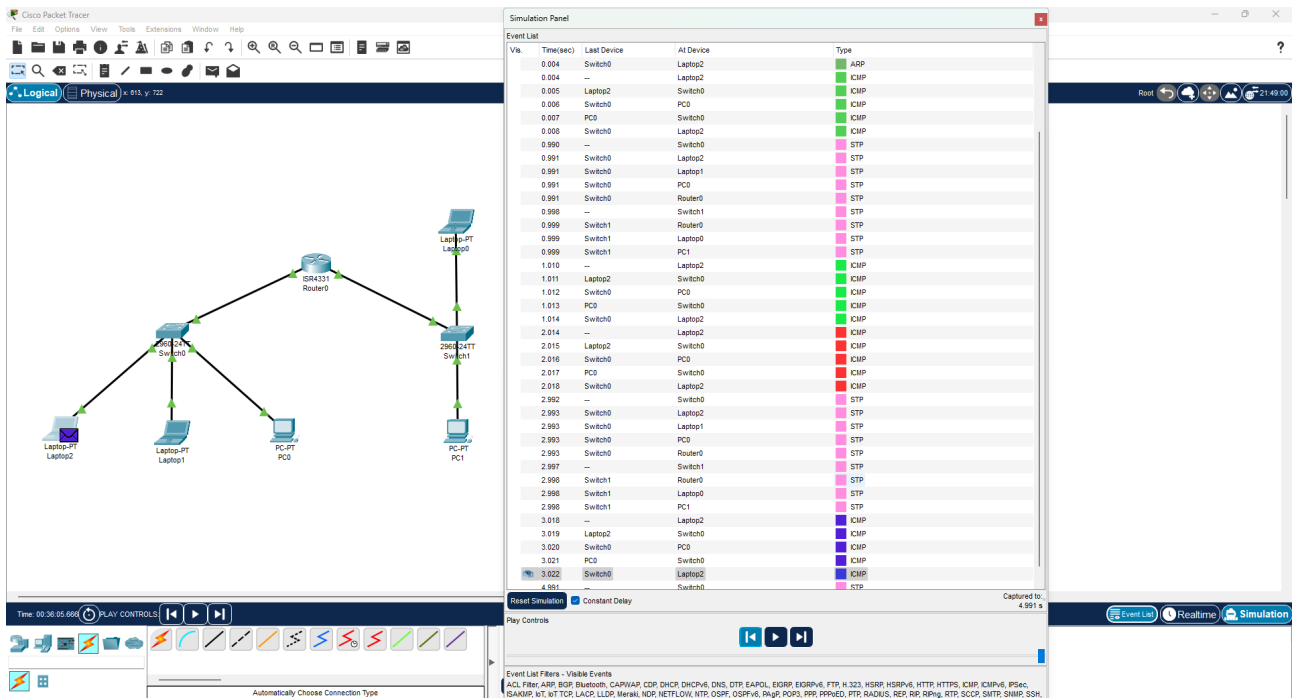 Cisco Packet Tracer
File Edit Options View Tools Extensions Window Help
?
Logical Physical x: 813, y: 722
Root 21:49:00
Laptop-PT
Laptop0
ISR4331
Router0
2960-24TT
Switch0
2960-24TT
Switch1
Laptop-PT
Laptop2
Laptop-PT
Laptop1
PC-PT
PC0
PC-PT
PC1
Simulation Panel
x
Event List
Vis. Time(sec) Last Device At Device Type
0.004 Switch0 Laptop2 ARP
0.004 -- Laptop2 ICMP
0.005 Laptop2 Switch0 ICMP
0.006 Switch0 PC0 ICMP
0.007 PC0 Switch0 ICMP
0.008 Switch0 Laptop2 ICMP
0.990 -- Switch0 STP
0.991 Switch0 Laptop2 STP
0.991 Switch0 Laptop1 STP
0.991 Switch0 PC0 STP
0.991 Switch0 Router0 STP
0.998 -- Switch1 STP
0.999 Switch1 Router0 STP
0.999 Switch1 Laptop0 STP
0.999 Switch1 PC1 STP
1.010 -- Laptop2 ICMP
1.011 Laptop2 Switch0 ICMP
1.012 Switch0 PC0 ICMP
1.013 PC0 Switch0 ICMP
1.014 Switch0 Laptop2 ICMP
2.014 -- Laptop2 ICMP
2.015 Laptop2 Switch0 ICMP
2.016 Switch0 PC0 ICMP
2.017 PC0 Switch0 ICMP
2.018 Switch0 Laptop2 ICMP
2.992 -- Switch0 STP
2.993 Switch0 Laptop2 STP
2.993 Switch0 Laptop1 STP
2.993 Switch0 PC0 STP
2.993 Switch0 Router0 STP
2.997 -- Switch1 STP
2.998 Switch1 Router0 STP
2.998 Switch1 Laptop0 STP
2.998 Switch1 PC1 STP
3.018 -- Laptop2 ICMP
3.019 Laptop2 Switch0 ICMP
3.020 Switch0 PC0 ICMP
3.021 PC0 Switch0 ICMP
3.022 Switch0 Laptop2 ICMP
4.991 -- Switch0 STP
Reset Simulation Constant Delay Captured to:
4.991 s
Play Controls
Event List Filters - Visible Events
ACL Filter, ARP, BGP, Bluetooth, CAPWAP, CDP, DHCP, DHCPv6, DNS, DTP, EAPOL, EIGRP, EIGRPv6, FTP, H.323, HSRP, HSRPv6, HTTP, HTTPS, ICMP, ICMPv6, IPSec,
ISAKMP, IoT, IoT TCP, LACP, LLDP, Meraki, NDP, NETFLOW, NTP, OSPF, OSPFv6, PAgP, POP3, PPP, PPPoED, PTP, RADIUS, REP, RIP, RIPng, RTP, SCCP, SMTP, SNMP, SSH,
Time: 00:36:05.666 PLAY CONTROLS:
Event List Realtime Simulation
Automatically Choose Connection Type